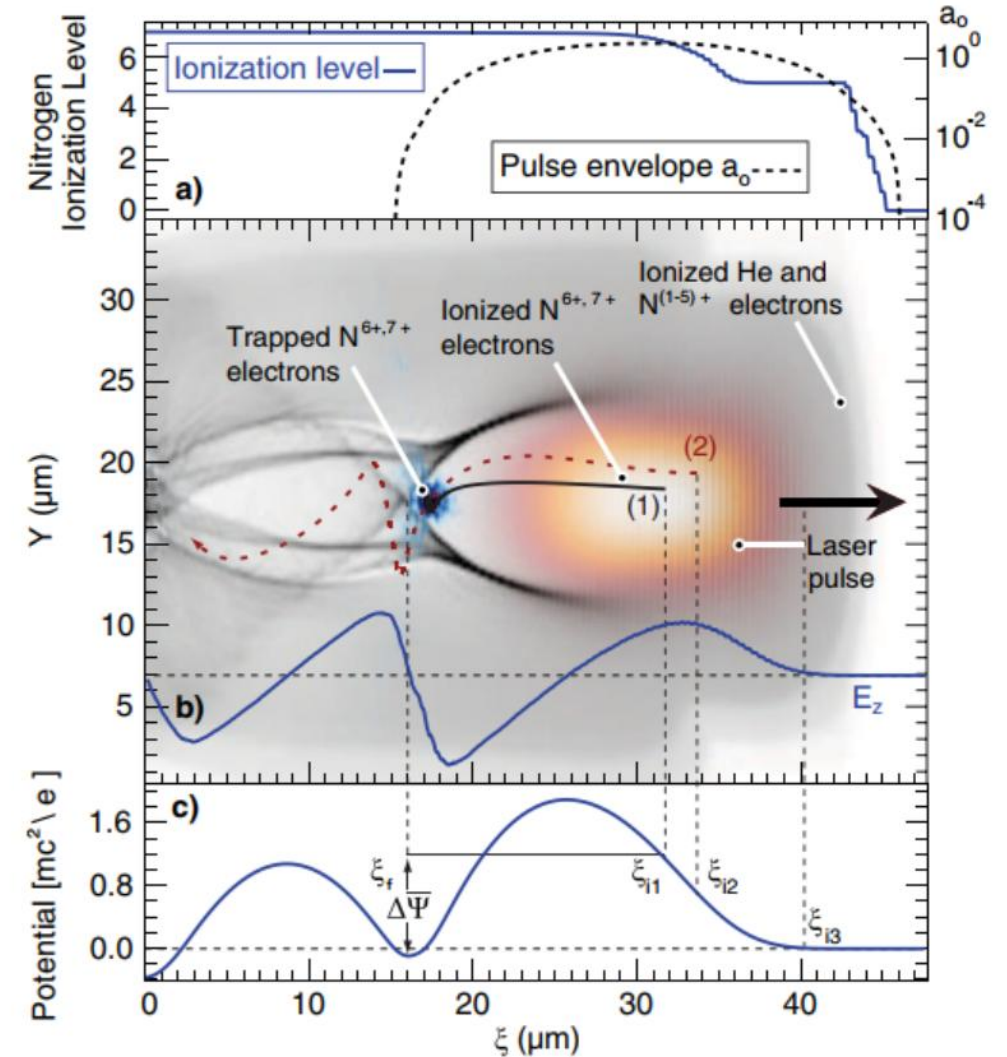 Nitrogen
Ionization Level
6
4
2
0
Ionization level
a)
Pulse envelope aₒ
aₒ
10⁰
10⁻²
10⁻⁴
Y (μm)
30
25
20
15
10
5
Trapped N⁶⁺,⁷⁺
electrons
Ionized N⁶⁺,⁷⁺
electrons
Ionized He and
N⁽¹⁻⁵⁾⁺ electrons
(2)
(1)
Laser
pulse
b)
E_z
Potential [mc²\e]
1.6
0.8
0.0
c)
ξ_f
ΔΨ̅
ξ_i1
ξ_i2
ξ_i3
0
10
20
30
40
ξ (μm)